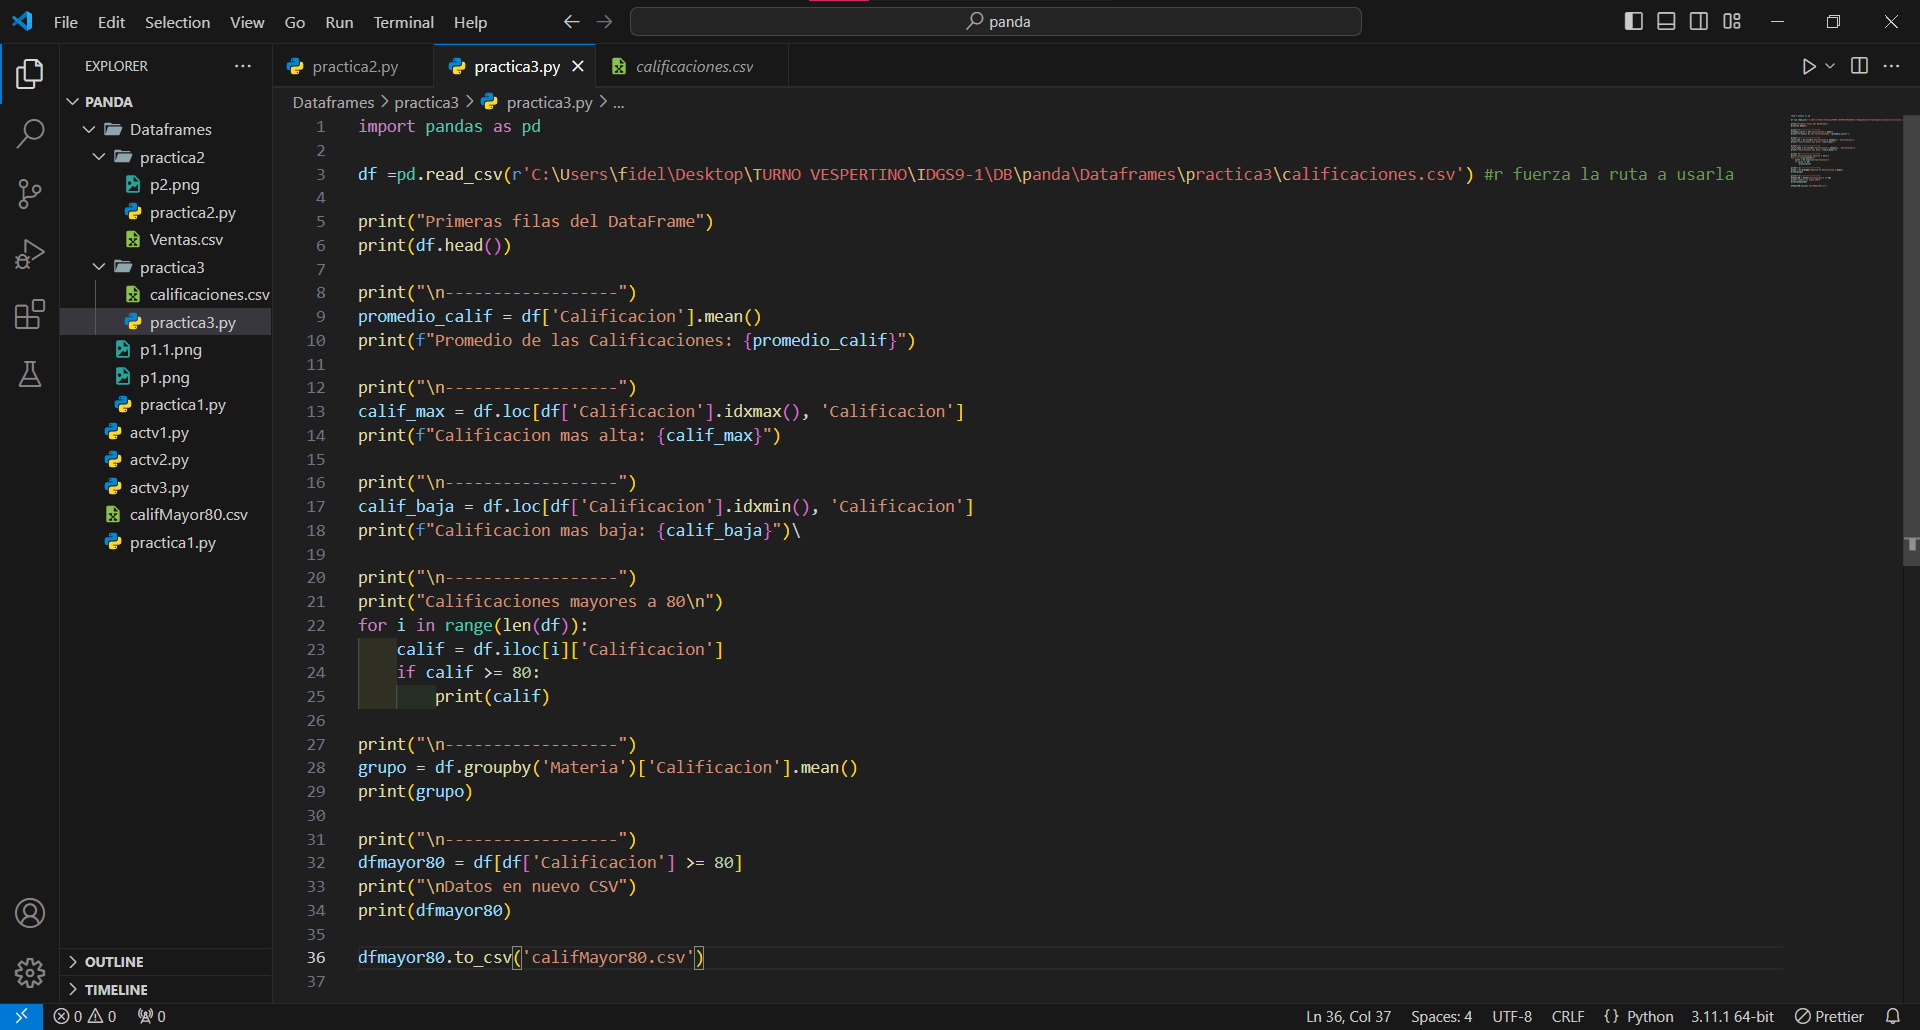 File Edit Selection View Go Run Terminal Help
panda
EXPLORER
PANDA
Dataframes
practica2
p2.png
practica2.py
Ventas.csv
practica3
calificaciones.csv
practica3.py
p1.1.png
p1.png
practica1.py
actv1.py
actv2.py
actv3.py
califMayor80.csv
practica1.py
OUTLINE
TIMELINE
practica2.py practica3.py calificaciones.csv
Dataframes > practica3 > practica3.py > ...
1 import pandas as pd
2
3 df =pd.read_csv(r'C:\Users\fidel\Desktop\TURNO VESPERTINO\IDGS9-1\DB\panda\Dataframes\practica3\calificaciones.csv') #r fuerza la ruta a usarla
4
5 print("Primeras filas del DataFrame")
6 print(df.head())
7
8 print("\n------------------")
9 promedio_calif = df['Calificacion'].mean()
10 print(f"Promedio de las Calificaciones: {promedio_calif}")
11
12 print("\n------------------")
13 calif_max = df.loc[df['Calificacion'].idxmax(), 'Calificacion']
14 print(f"Calificacion mas alta: {calif_max}")
15
16 print("\n------------------")
17 calif_baja = df.loc[df['Calificacion'].idxmin(), 'Calificacion']
18 print(f"Calificacion mas baja: {calif_baja}")\
19
20 print("\n------------------")
21 print("Calificaciones mayores a 80\n")
22 for i in range(len(df)):
23     calif = df.iloc[i]['Calificacion']
24     if calif >= 80:
25         print(calif)
26
27 print("\n------------------")
28 grupo = df.groupby('Materia')['Calificacion'].mean()
29 print(grupo)
30
31 print("\n------------------")
32 dfmayor80 = df[df['Calificacion'] >= 80]
33 print("\nDatos en nuevo CSV")
34 print(dfmayor80)
35
36 dfmayor80.to_csv('califMayor80.csv')
37
0 0 0 Ln 36, Col 37 Spaces: 4 UTF-8 CRLF {} Python 3.11.1 64-bit Prettier